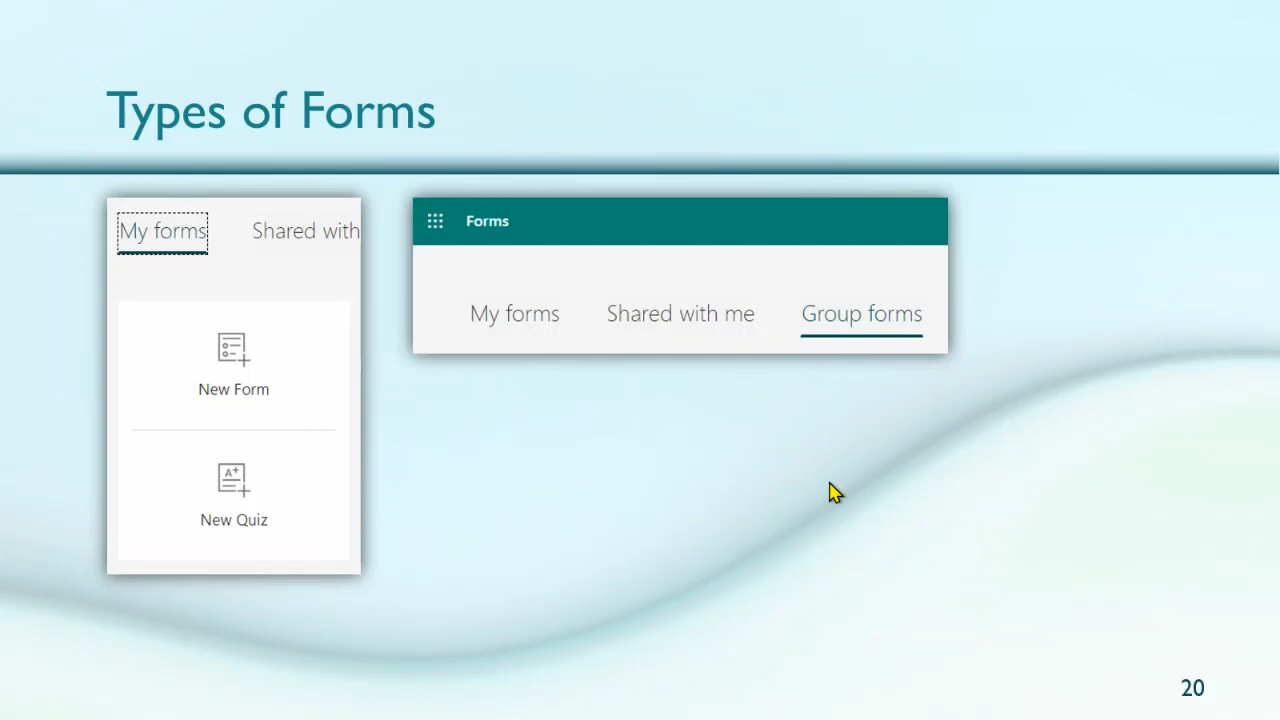 Types of Forms
My forms Shared with
New Form
A+
New Quiz
Forms
My forms Shared with me Group forms
20